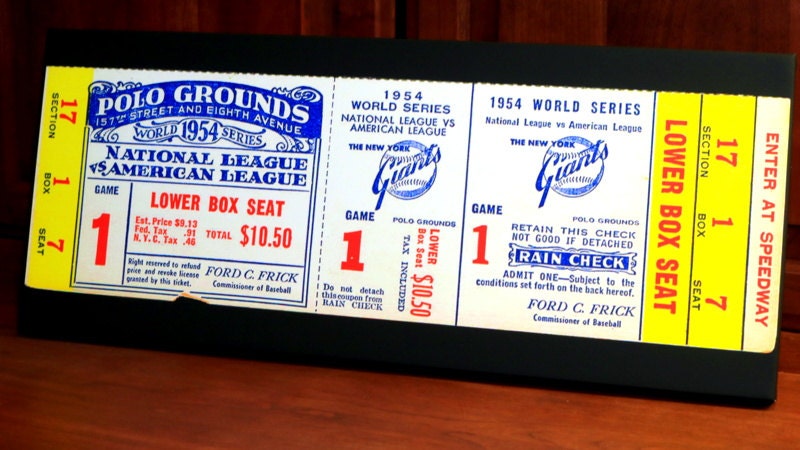 17 1 7
SECTION BOX SEAT
POLO GROUNDS
157TH STREET AND EIGHTH AVENUE
WORLD 1954 SERIES
NATIONAL LEAGUE
VS AMERICAN LEAGUE
GAME
1
LOWER BOX SEAT
Est. Price $9.13
Fed. Tax .91
N.Y.C. Tax .46
TOTAL $10.50
Right reserved to refund
price and revoke license
granted by this ticket.
FORD C. FRICK
Commissioner of Baseball
1954
WORLD SERIES
NATIONAL LEAGUE VS
AMERICAN LEAGUE
THE NEW YORK
Giants
POLO GROUNDS
GAME
1
LOWER
Box Seat
$10.50
TAX INCLUDED
Do not detach
this coupon from
RAIN CHECK
1954 WORLD SERIES
National League vs American League
THE NEW YORK
Giants
POLO GROUNDS
GAME
1
RETAIN THIS CHECK
NOT GOOD IF DETACHED
RAIN CHECK
ADMIT ONE—Subject to the
conditions set forth on the back hereof.
FORD C. FRICK
Commissioner of Baseball
LOWER BOX SEAT
SECTION BOX SEAT
17 1 7
ENTER AT SPEEDWAY